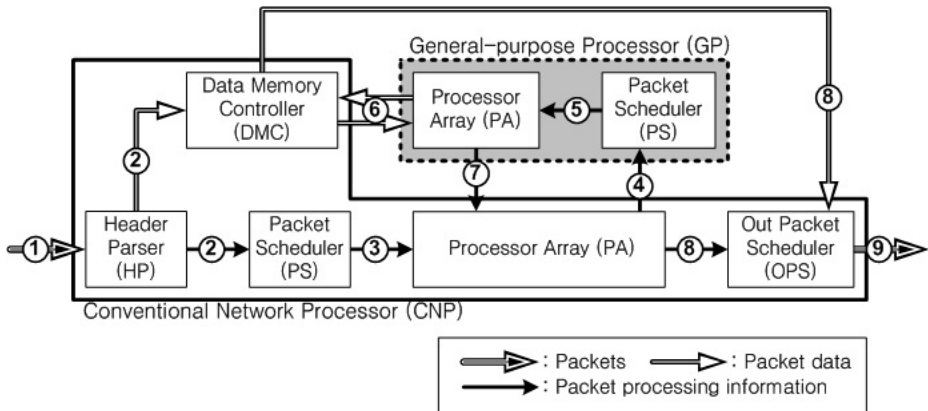 General-purpose Processor (GP)
Data Memory
Controller
(DMC)
Processor
Array (PA)
Packet
Scheduler
(PS)
6
5
8
2
7
4
1
Header
Parser
(HP)
2
Packet
Scheduler
(PS)
3
Processor Array (PA)
8
Out Packet
Scheduler
(OPS)
9
Conventional Network Processor (CNP)
: Packets
: Packet data
: Packet processing information